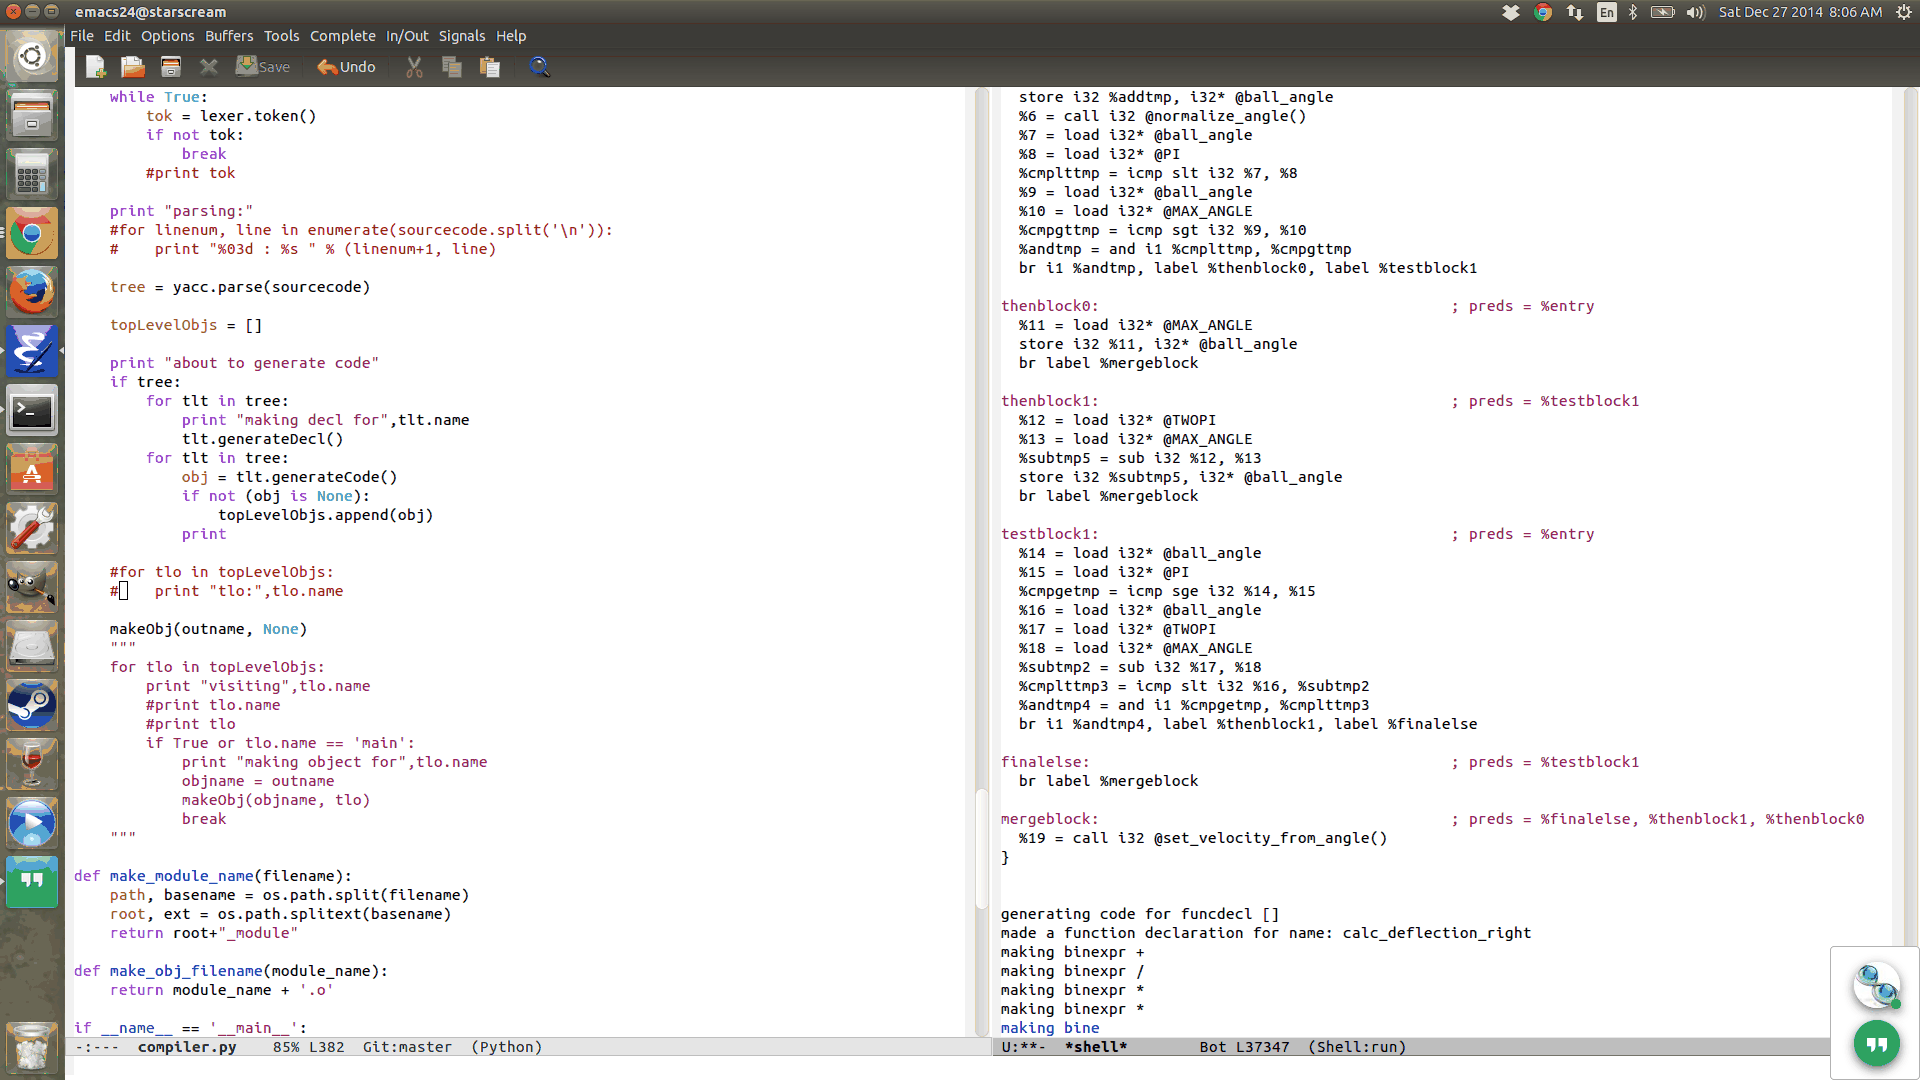 emacs24@starscream
En
Sat Dec 27 2014 8:06 AM
File Edit Options Buffers Tools Complete In/Out Signals Help
Save
Undo
    while True:
        tok = lexer.token()
        if not tok:
            break
        #print tok

    print "parsing:"
    #for linenum, line in enumerate(sourcecode.split('\n')):
    #    print "%03d : %s " % (linenum+1, line)

    tree = yacc.parse(sourcecode)

    topLevelObjs = []

    print "about to generate code"
    if tree:
        for tlt in tree:
            print "making decl for",tlt.name
            tlt.generateDecl()
        for tlt in tree:
            obj = tlt.generateCode()
            if not (obj is None):
                topLevelObjs.append(obj)
            print

    #for tlo in topLevelObjs:
    #    print "tlo:",tlo.name

    makeObj(outname, None)
    """
    for tlo in topLevelObjs:
        print "visiting",tlo.name
        #print tlo.name
        #print tlo
        if True or tlo.name == 'main':
            print "making object for",tlo.name
            objname = outname
            makeObj(objname, tlo)
            break
    """

def make_module_name(filename):
    path, basename = os.path.split(filename)
    root, ext = os.path.splitext(basename)
    return root+"_module"

def make_obj_filename(module_name):
    return module_name + '.o'

if __name__ == '__main__':
-:---  compiler.py    85% L382  Git:master  (Python)
  store i32 %addtmp, i32* @ball_angle
  %6 = call i32 @normalize_angle()
  %7 = load i32* @ball_angle
  %8 = load i32* @PI
  %cmplttmp = icmp slt i32 %7, %8
  %9 = load i32* @ball_angle
  %10 = load i32* @MAX_ANGLE
  %cmpgttmp = icmp sgt i32 %9, %10
  %andtmp = and i1 %cmplttmp, %cmpgttmp
  br i1 %andtmp, label %thenblock0, label %testblock1

thenblock0:                                       ; preds = %entry
  %11 = load i32* @MAX_ANGLE
  store i32 %11, i32* @ball_angle
  br label %mergeblock

thenblock1:                                       ; preds = %testblock1
  %12 = load i32* @TWOPI
  %13 = load i32* @MAX_ANGLE
  %subtmp5 = sub i32 %12, %13
  store i32 %subtmp5, i32* @ball_angle
  br label %mergeblock

testblock1:                                       ; preds = %entry
  %14 = load i32* @ball_angle
  %15 = load i32* @PI
  %cmpgetmp = icmp sge i32 %14, %15
  %16 = load i32* @ball_angle
  %17 = load i32* @TWOPI
  %18 = load i32* @MAX_ANGLE
  %subtmp2 = sub i32 %17, %18
  %cmplttmp3 = icmp slt i32 %16, %subtmp2
  %andtmp4 = and i1 %cmpgetmp, %cmplttmp3
  br i1 %andtmp4, label %thenblock1, label %finalelse

finalelse:                                        ; preds = %testblock1
  br label %mergeblock

mergeblock:                                       ; preds = %finalelse, %thenblock1, %thenblock0
  %19 = call i32 @set_velocity_from_angle()
}

generating code for funcdecl []
made a function declaration for name: calc_deflection_right
making binexpr +
making binexpr /
making binexpr *
making binexpr *
making bine
U:**-  *shell*        Bot L37347  (Shell:run)